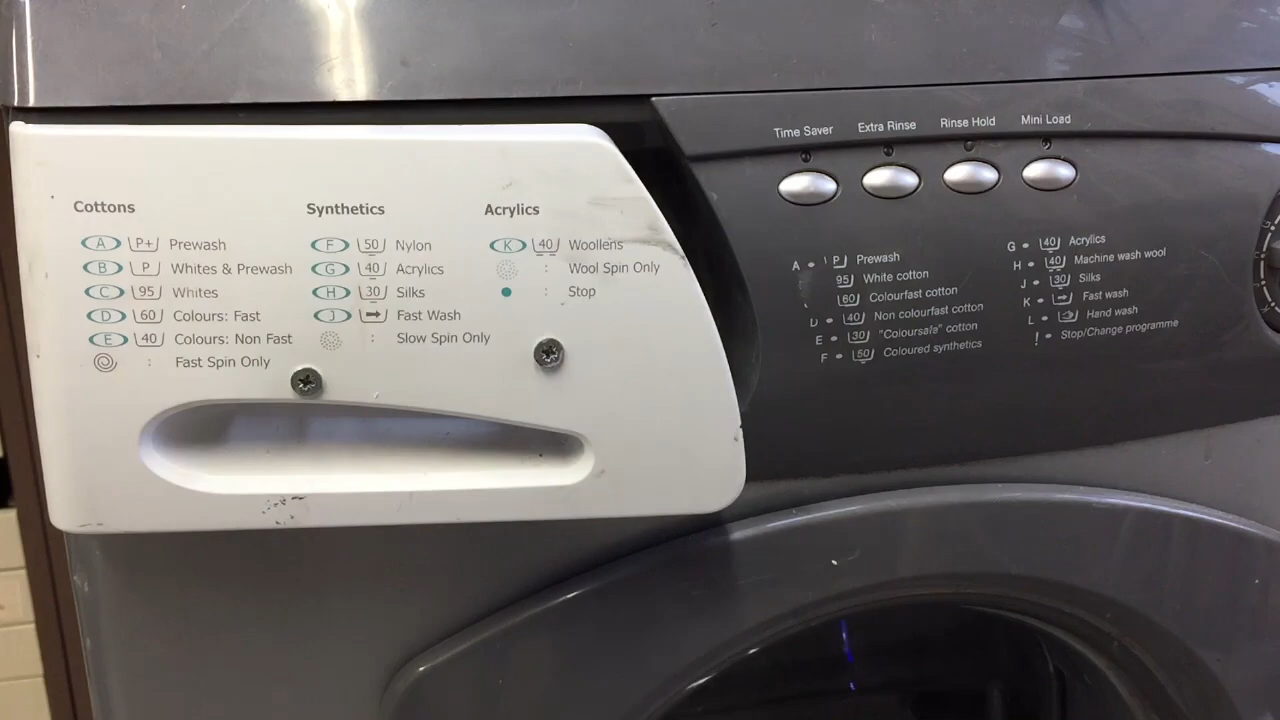 Cottons
A P+ Prewash
B P Whites & Prewash
C 95 Whites
D 60 Colours: Fast
E 40 Colours: Non Fast
: Fast Spin Only
Synthetics
F 50 Nylon
G 40 Acrylics
H 30 Silks
J Fast Wash
: Slow Spin Only
Acrylics
K 40 Woollens
: Wool Spin Only
: Stop
Time Saver
Extra Rinse
Rinse Hold
Mini Load
A • P Prewash
95 White cotton
60 Colourfast cotton
D • 40 Non colourfast cotton
E • 30 "Coloursafe" cotton
F • 50 Coloured synthetics
G • 40 Acrylics
H • 40 Machine wash wool
J • 30 Silks
K • Fast wash
L • Hand wash
! • Stop/Change programme